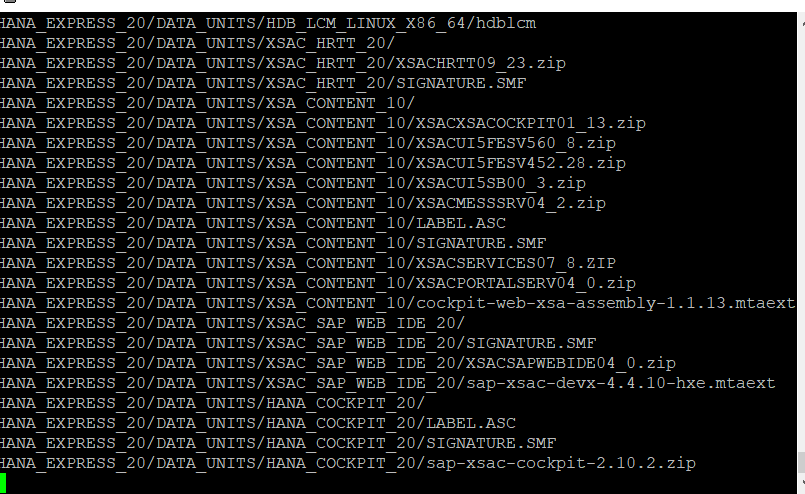 HANA_EXPRESS_20/DATA_UNITS/HDB_LCM_LINUX_X86_64/hdblcm
HANA_EXPRESS_20/DATA_UNITS/XSAC_HRTT_20/
HANA_EXPRESS_20/DATA_UNITS/XSAC_HRTT_20/XSACHRTT09_23.zip
HANA_EXPRESS_20/DATA_UNITS/XSAC_HRTT_20/SIGNATURE.SMF
HANA_EXPRESS_20/DATA_UNITS/XSA_CONTENT_10/
HANA_EXPRESS_20/DATA_UNITS/XSA_CONTENT_10/XSACXSACOCKPIT01_13.zip
HANA_EXPRESS_20/DATA_UNITS/XSA_CONTENT_10/XSACUI5FESV560_8.zip
HANA_EXPRESS_20/DATA_UNITS/XSA_CONTENT_10/XSACUI5FESV452.28.zip
HANA_EXPRESS_20/DATA_UNITS/XSA_CONTENT_10/XSACUI5SB00_3.zip
HANA_EXPRESS_20/DATA_UNITS/XSA_CONTENT_10/XSACMESSSRV04_2.zip
HANA_EXPRESS_20/DATA_UNITS/XSA_CONTENT_10/LABEL.ASC
HANA_EXPRESS_20/DATA_UNITS/XSA_CONTENT_10/SIGNATURE.SMF
HANA_EXPRESS_20/DATA_UNITS/XSA_CONTENT_10/XSACSERVICES07_8.ZIP
HANA_EXPRESS_20/DATA_UNITS/XSA_CONTENT_10/XSACPORTALSERV04_0.zip
HANA_EXPRESS_20/DATA_UNITS/XSA_CONTENT_10/cockpit-web-xsa-assembly-1.1.13.mtaext
HANA_EXPRESS_20/DATA_UNITS/XSAC_SAP_WEB_IDE_20/
HANA_EXPRESS_20/DATA_UNITS/XSAC_SAP_WEB_IDE_20/SIGNATURE.SMF
HANA_EXPRESS_20/DATA_UNITS/XSAC_SAP_WEB_IDE_20/XSACSAPWEBIDE04_0.zip
HANA_EXPRESS_20/DATA_UNITS/XSAC_SAP_WEB_IDE_20/sap-xsac-devx-4.4.10-hxe.mtaext
HANA_EXPRESS_20/DATA_UNITS/HANA_COCKPIT_20/
HANA_EXPRESS_20/DATA_UNITS/HANA_COCKPIT_20/LABEL.ASC
HANA_EXPRESS_20/DATA_UNITS/HANA_COCKPIT_20/SIGNATURE.SMF
HANA_EXPRESS_20/DATA_UNITS/HANA_COCKPIT_20/sap-xsac-cockpit-2.10.2.zip